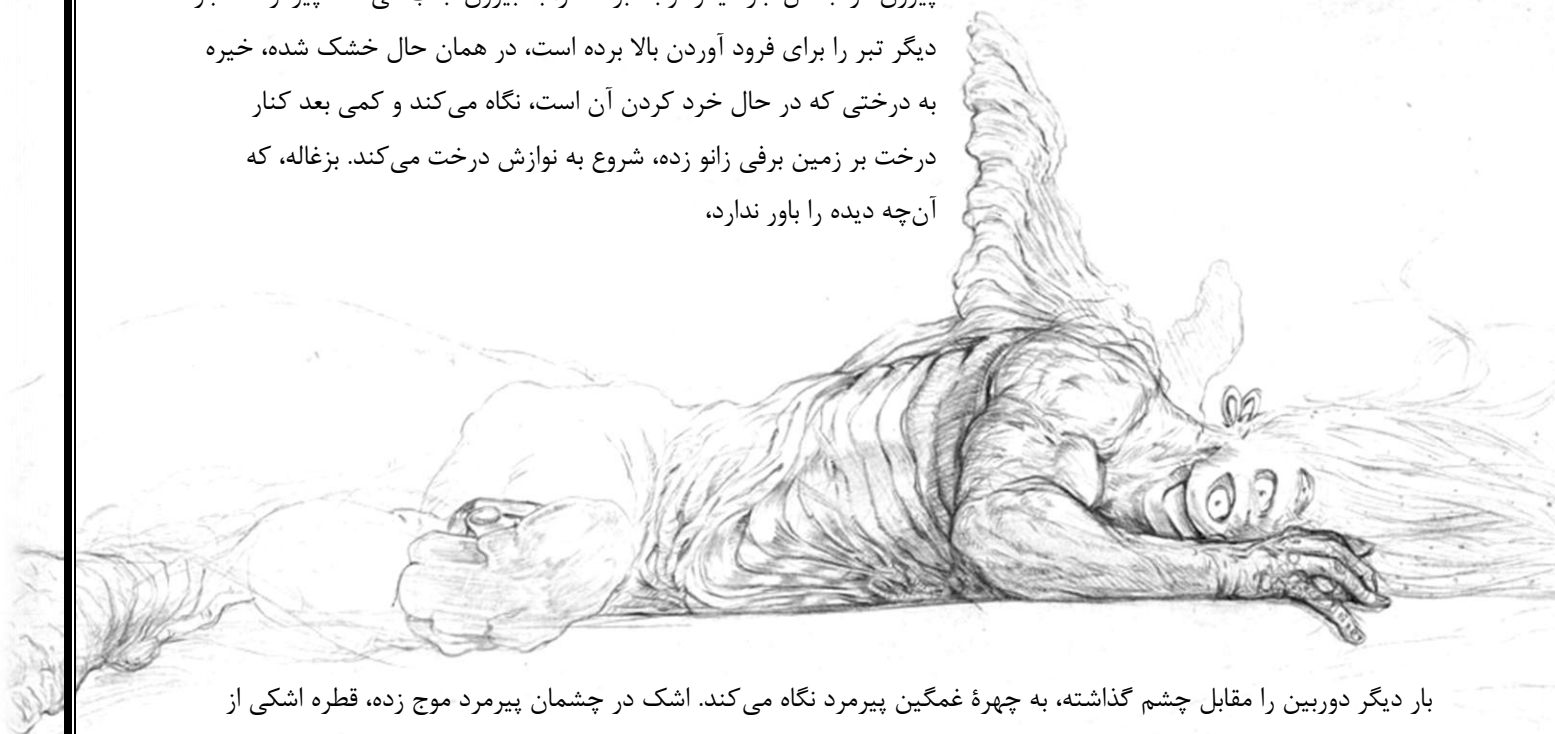 دیگر تبر را برای فرود آوردن بالا برده است، در همان حال خشک شده، خیره
به درختی که در حال خرد کردن آن است، نگاه می‌کند و کمی بعد کنار
درخت بر زمین برفی زانو زده، شروع به نوازش درخت می‌کند. بزغاله، که
آن‌چه دیده را باور ندارد،
بار دیگر دوربین را مقابل چشم گذاشته، به چهرهٔ غمگین پیرمرد نگاه می‌کند. اشک در چشمان پیرمرد موج زده، قطره اشکی از